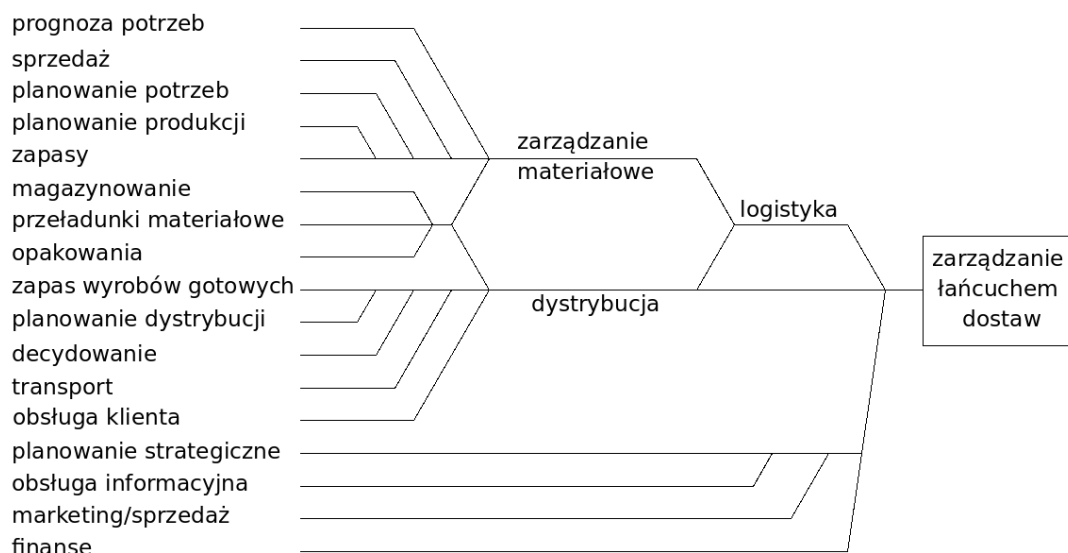 prognoza potrzeb
sprzedaż
planowanie potrzeb
planowanie produkcji
zapasy
magazynowanie
przeładunki materiałowe
opakowania
zapas wyrobów gotowych
planowanie dystrybucji
decydowanie
transport
obsługa klienta
planowanie strategiczne
obsługa informacyjna
marketing/sprzedaż
finanse
zarządzanie
materiałowe
dystrybucja
logistyka
zarządzanie
łańcuchem
dostaw